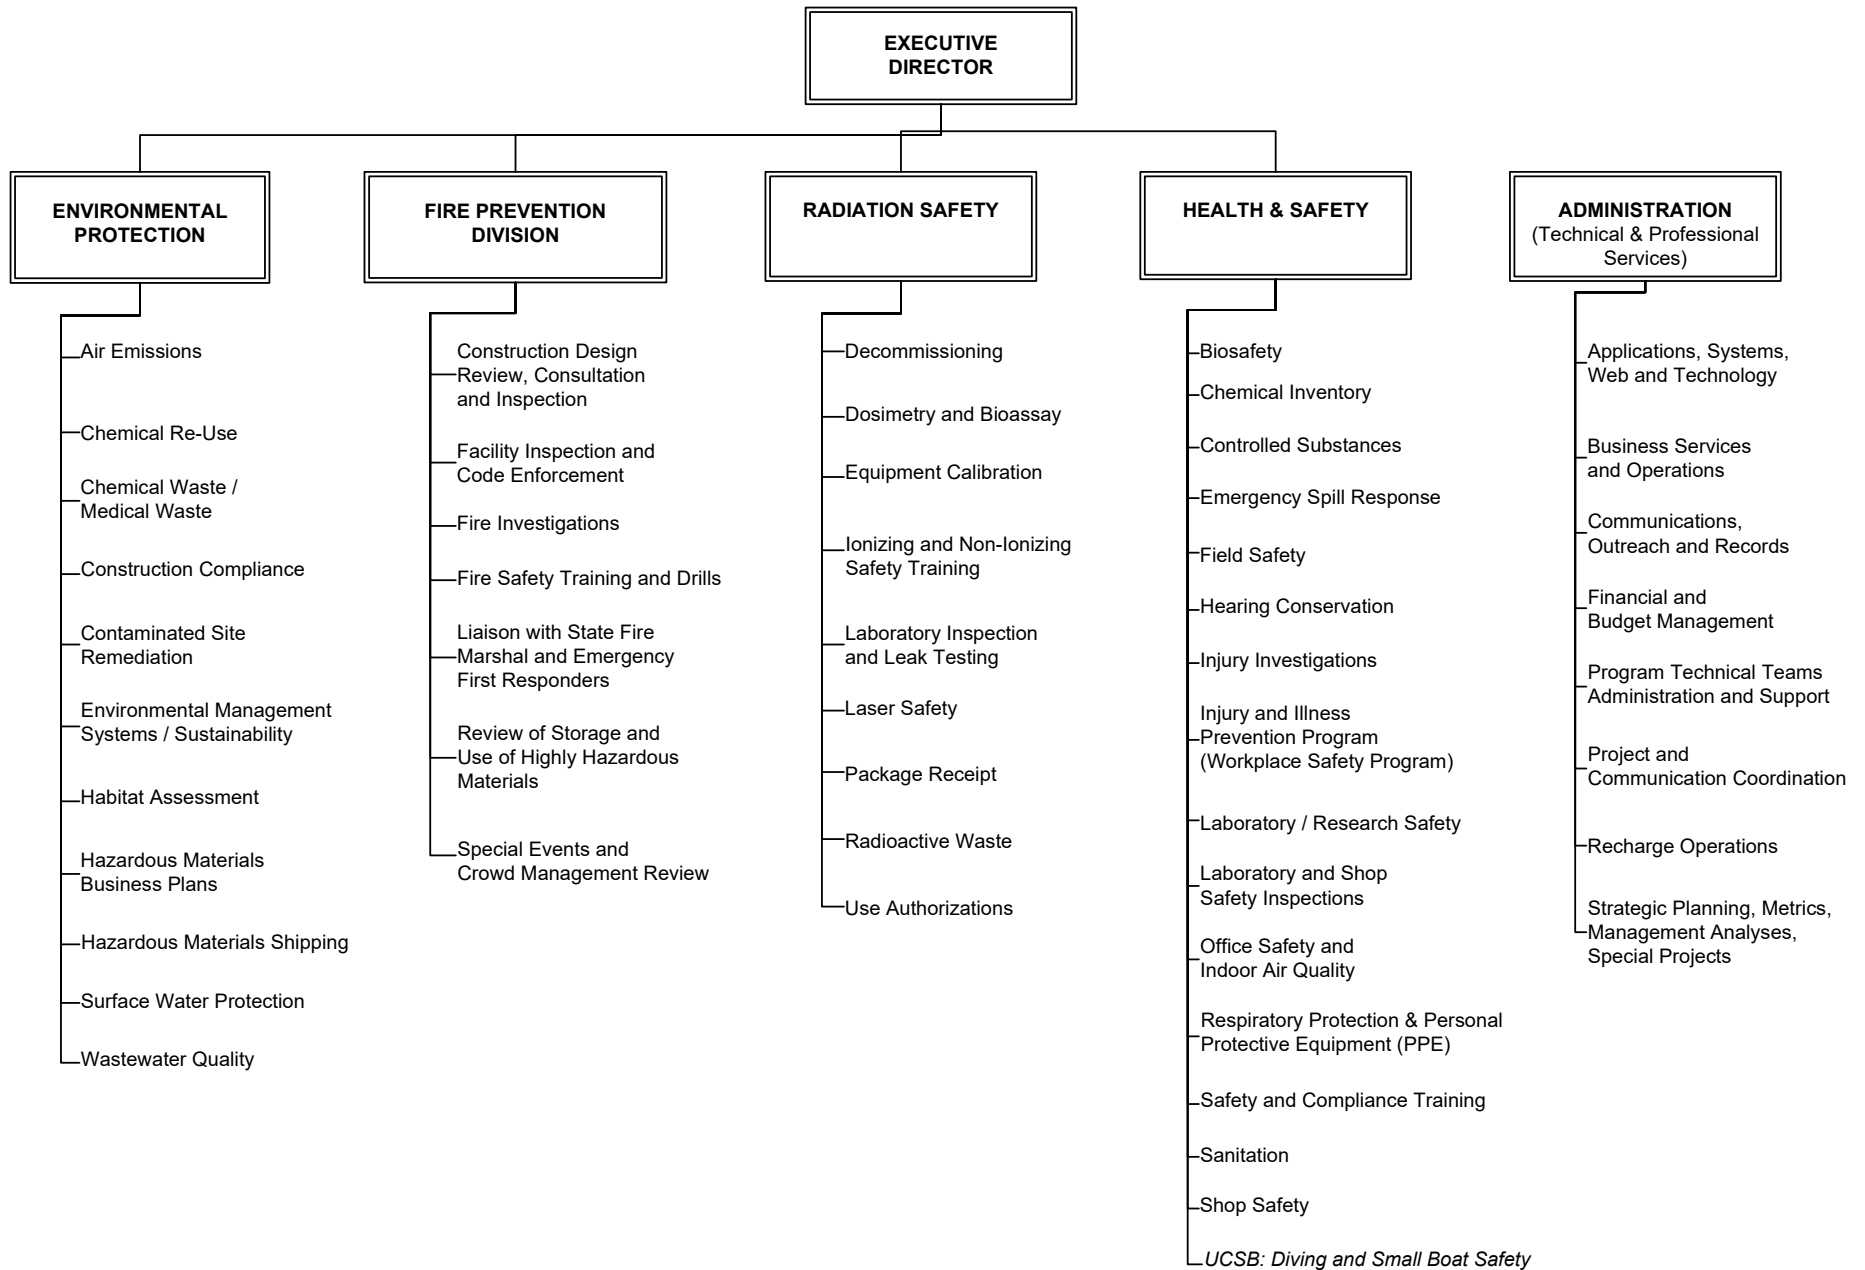 EXECUTIVE
DIRECTOR
ENVIRONMENTAL
PROTECTION
Air Emissions
Chemical Re-Use
Chemical Waste /
Medical Waste
Construction Compliance
Contaminated Site
Remediation
Environmental Management
Systems / Sustainability
Habitat Assessment
Hazardous Materials
Business Plans
Hazardous Materials Shipping
Surface Water Protection
Wastewater Quality
FIRE PREVENTION
DIVISION
Construction Design
Review, Consultation
and Inspection
Facility Inspection and
Code Enforcement
Fire Investigations
Fire Safety Training and Drills
Liaison with State Fire
Marshal and Emergency
First Responders
Review of Storage and
Use of Highly Hazardous
Materials
Special Events and
Crowd Management Review
RADIATION SAFETY
Decommissioning
Dosimetry and Bioassay
Equipment Calibration
Ionizing and Non-Ionizing
Safety Training
Laboratory Inspection
and Leak Testing
Laser Safety
Package Receipt
Radioactive Waste
Use Authorizations
HEALTH & SAFETY
Biosafety
Chemical Inventory
Controlled Substances
Emergency Spill Response
Field Safety
Hearing Conservation
Injury Investigations
Injury and Illness
Prevention Program
(Workplace Safety Program)
Laboratory / Research Safety
Laboratory and Shop
Safety Inspections
Office Safety and
Indoor Air Quality
Respiratory Protection & Personal
Protective Equipment (PPE)
Safety and Compliance Training
Sanitation
Shop Safety
UCSB: Diving and Small Boat Safety
ADMINISTRATION
(Technical & Professional
Services)
Applications, Systems,
Web and Technology
Business Services
and Operations
Communications,
Outreach and Records
Financial and
Budget Management
Program Technical Teams
Administration and Support
Project and
Communication Coordination
Recharge Operations
Strategic Planning, Metrics,
Management Analyses,
Special Projects